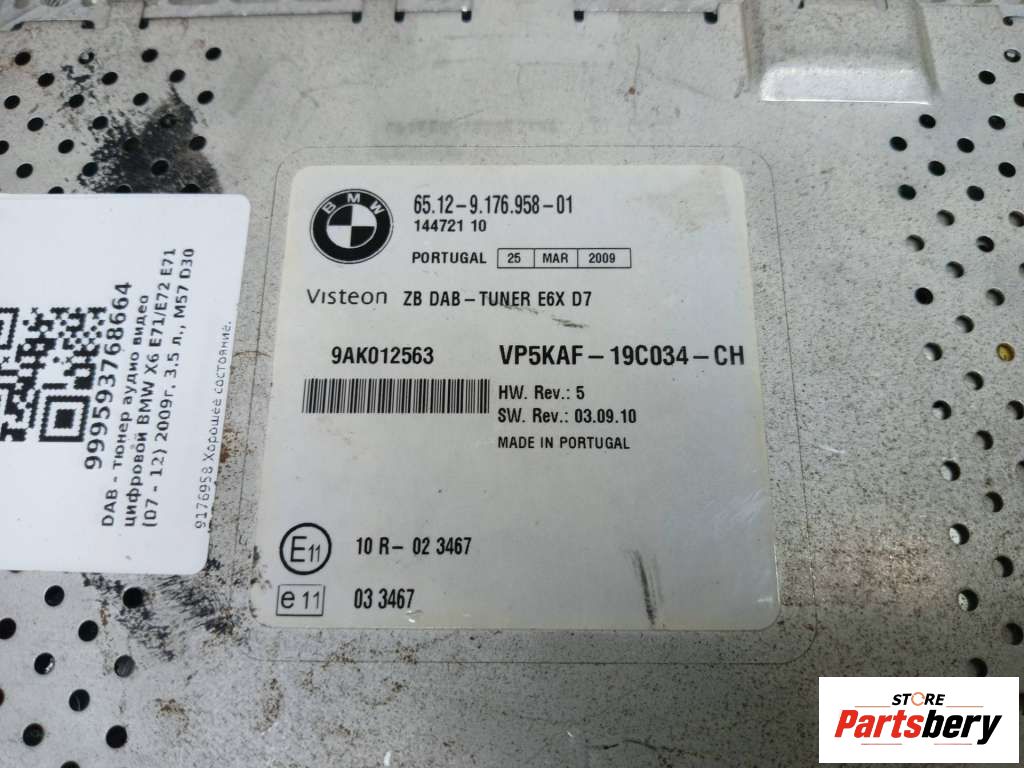 BMW
65.12-9.176.958-01
144721 10
PORTUGAL 25 MAR 2009
Visteon ZB DAB-TUNER E6X D7
9AK012563 VP5KAF-19C034-CH
HW. Rev.: 5
SW. Rev.: 03.09.10
MADE IN PORTUGAL
E11 10 R-02 3467
e11 03 3467
999593768664
DAB - тюнер аудио видео
цифровой BMW X6 E71/E72 E71
(07 - 12) 2009г. 3.5 л., M57 D30
9176958 Хорошее состояние.
STORE
Partsbery